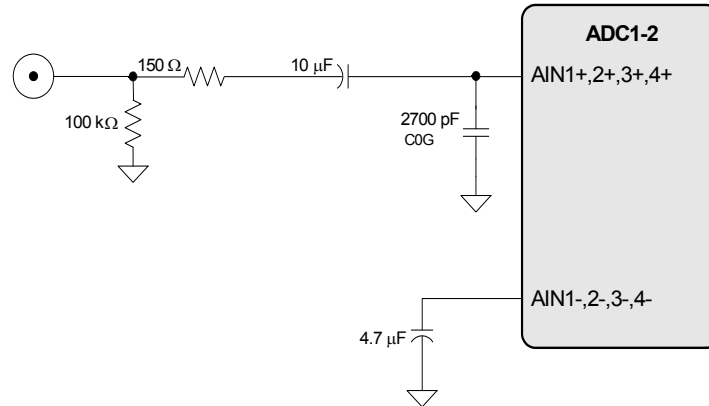 ADC1-2
150 Ω
10 μF
AIN1+,2+,3+,4+
100 kΩ
2700 pF
C0G
AIN1-,2-,3-,4-
4.7 μF